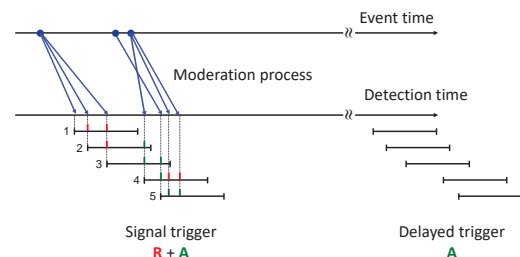 Event time
Moderation process
Detection time
1
2
3
4
5
Signal trigger
R + A
Delayed trigger
A